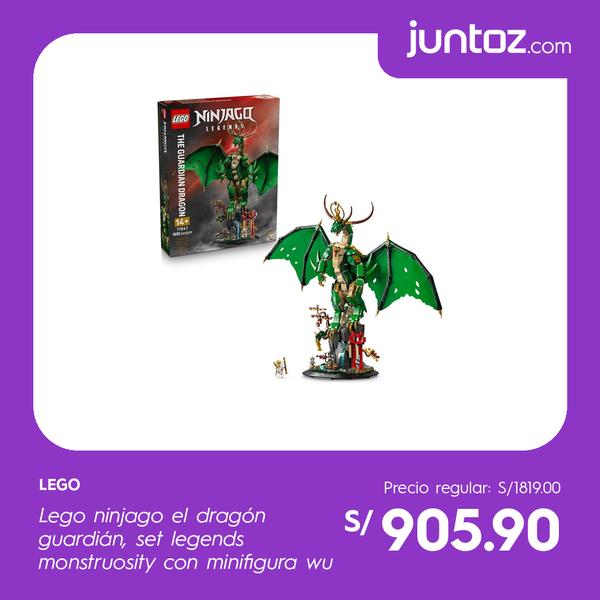 juntoz.com
LEGO
NINJAGO
LEGENDS
THE GUARDIAN DRAGON
14+
71841
LEGO
Lego ninjago el dragón
guardián, set legends
monstruosity con minifigura wu
Precio regular: S/1819.00
S/ 905.90